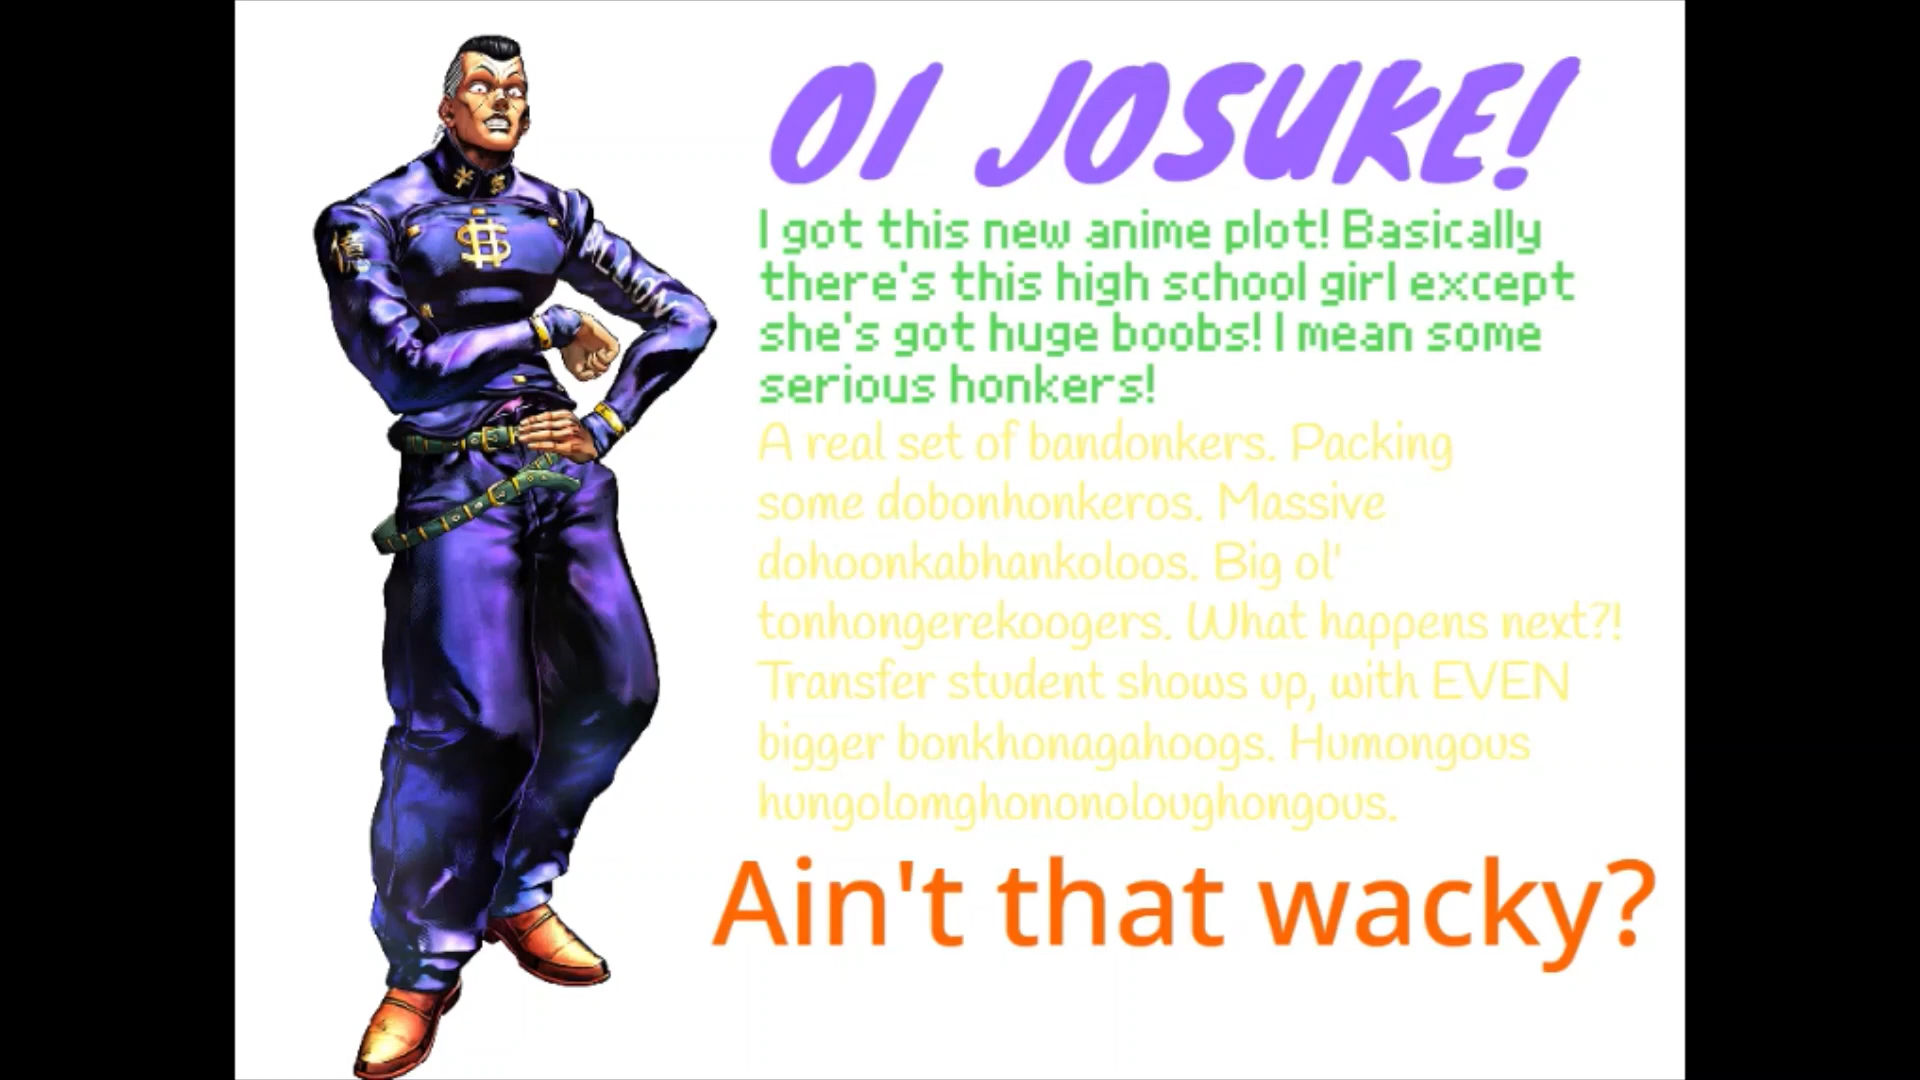 OI JOSUKE!
I got this new anime plot! Basically
there's this high school girl except
she's got huge boobs! I mean some
serious honkers!
A real set of bandonkers. Packing
some dobonhonkeros. Massive
dohoonkabhankoloos. Big ol'
tonhongerekoogers. What happens next?!
Transfer student shows up, with EVEN
bigger bonkhonagahoogs. Humongous
hungolomghononoloughongous.
Ain't that wacky?
BILLION